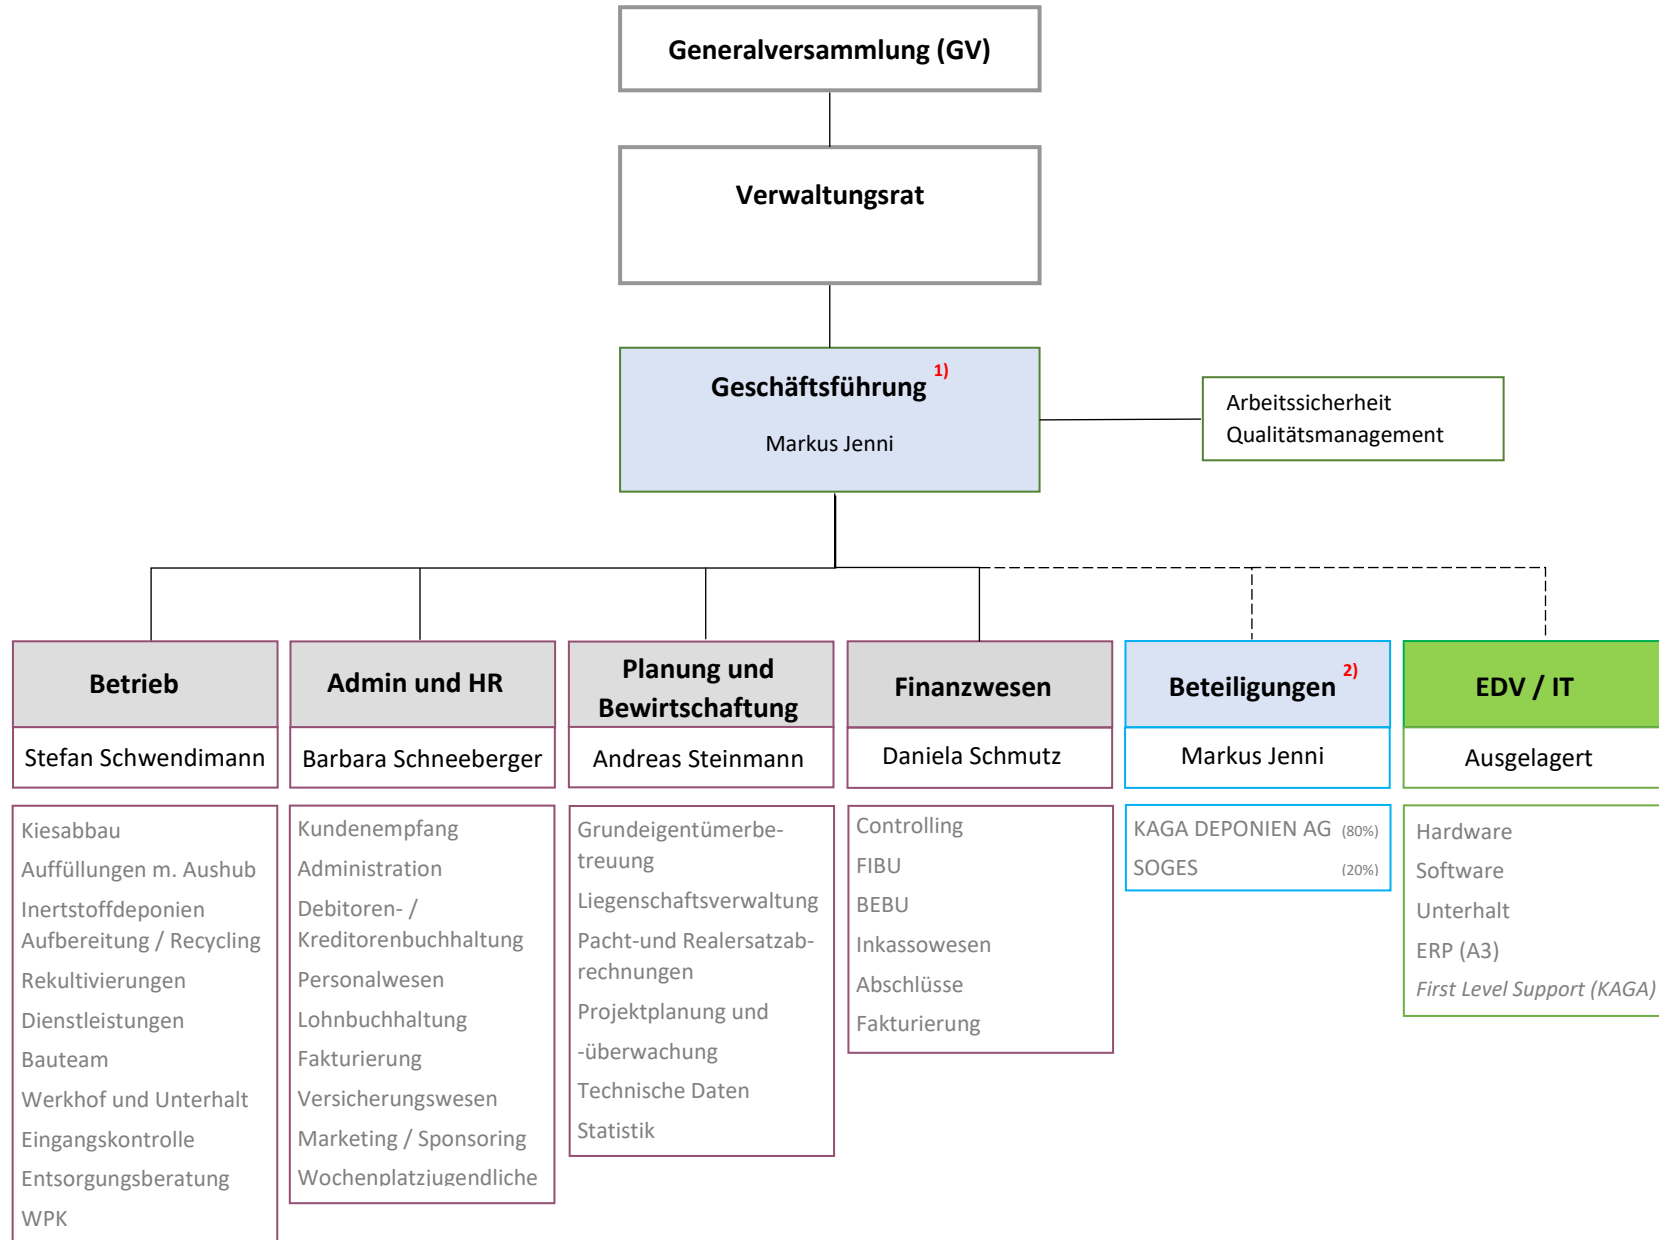 Generalversammlung (GV)
Verwaltungsrat
Geschäftsführung 1)
Markus Jenni
Arbeitssicherheit
Qualitätsmanagement
Betrieb
Stefan Schwendimann
Kiesabbau
Auffüllungen m. Aushub
Inertstoffdeponien
Aufbereitung / Recycling
Rekultivierungen
Dienstleistungen
Bauteam
Werkhof und Unterhalt
Eingangskontrolle
Entsorgungsberatung
WPK
Admin und HR
Barbara Schneeberger
Kundenempfang
Administration
Debitoren- /
Kreditorenbuchhaltung
Personalwesen
Lohnbuchhaltung
Fakturierung
Versicherungswesen
Marketing / Sponsoring
Wochenplatzjugendliche
Planung und
Bewirtschaftung
Andreas Steinmann
Grundeigentümerbe-
treuung
Liegenschaftsverwaltung
Pacht-und Realersatzab-
rechnungen
Projektplanung und
-überwachung
Technische Daten
Statistik
Finanzwesen
Daniela Schmutz
Controlling
FIBU
BEBU
Inkassowesen
Abschlüsse
Fakturierung
Beteiligungen 2)
Markus Jenni
KAGA DEPONIEN AG (80%)
SOGES (20%)
EDV / IT
Ausgelagert
Hardware
Software
Unterhalt
ERP (A3)
First Level Support (KAGA)